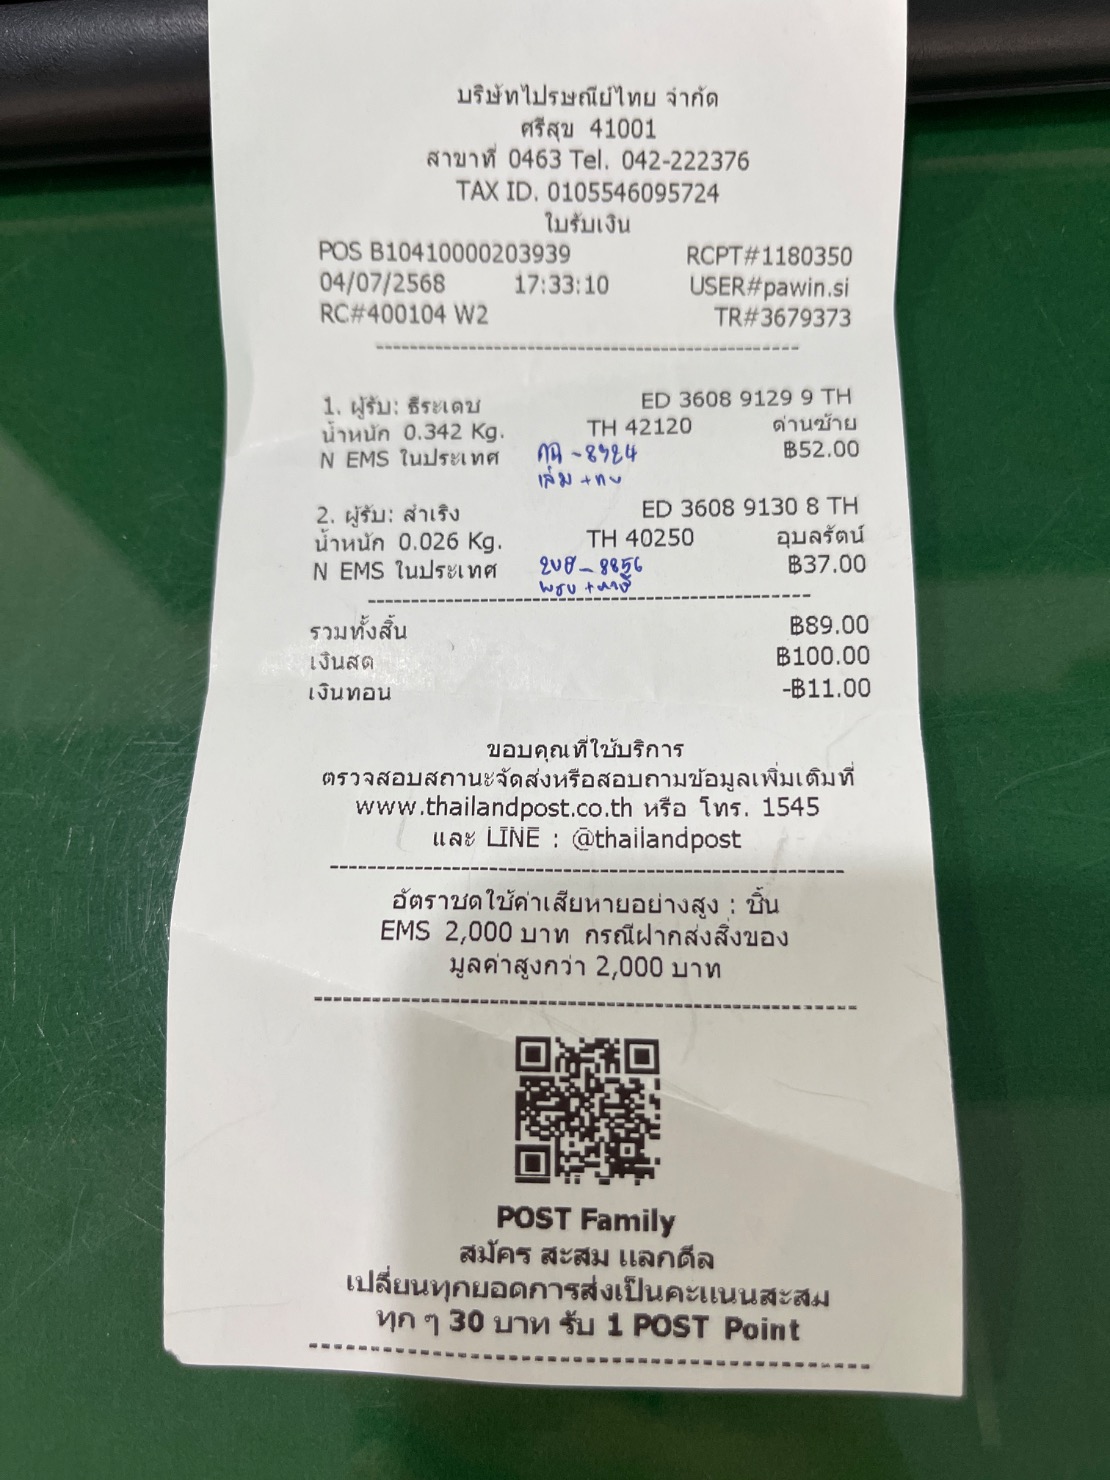 บริษัทไปรษณีย์ไทย จำกัด
ศรีสุข 41001
สาขาที่ 0463 Tel. 042-222376
TAX ID. 0105546095724
ใบรับเงิน
POS B10410000203939 RCPT#1180350
04/07/2568 17:33:10 USER#pawin.si
RC#400104 W2 TR#3679373
1. ผู้รับ: ธีระเดช ED 3608 9129 9 TH
น้ำหนัก 0.342 Kg. TH 42120 ด่านซ้าย
N EMS ในประเทศ ฿52.00
เล่ม +
2. ผู้รับ: สำเริง ED 3608 9130 8 TH
น้ำหนัก 0.026 Kg. TH 40250 อุบลรัตน์
N EMS ในประเทศ - 8856 ฿37.00
พรบ + ภาษี
รวมทั้งสิ้น ฿89.00
เงินสด ฿100.00
เงินทอน -฿11.00
ขอบคุณที่ใช้บริการ
ตรวจสอบสถานะจัดส่งหรือสอบถามข้อมูลเพิ่มเติมที่
www.thailandpost.co.th หรือ โทร. 1545
และ LINE : @thailandpost
อัตราชดใช้ค่าเสียหายอย่างสูง : ชิ้น
EMS 2,000 บาท กรณีฝากส่งสิ่งของ
มูลค่าสูงกว่า 2,000 บาท
POST Family
สมัคร สะสม แลกดีล
เปลี่ยนทุกยอดการส่งเป็นคะแนนสะสม
ทุก ๆ 30 บาท รับ 1 POST Point